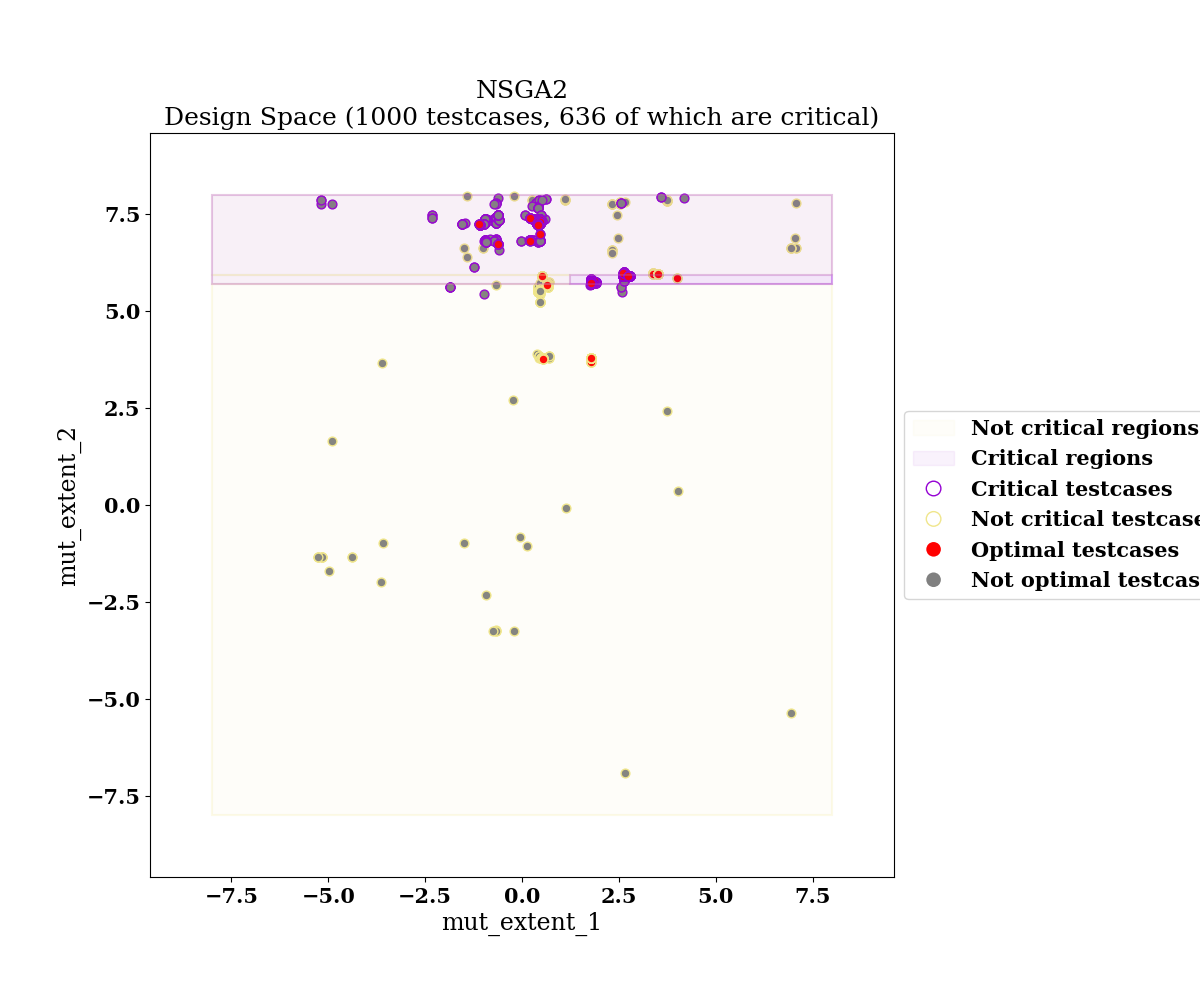 NSGA2
Design Space (1000 testcases, 636 of which are critical)
7.5
5.0
2.5
0.0
−2.5
−5.0
−7.5
mut_extent_2
−7.5
−5.0
−2.5
0.0
2.5
5.0
7.5
mut_extent_1
Not critical regions
Critical regions
Critical testcases
Not critical testcase
Optimal testcases
Not optimal testcas